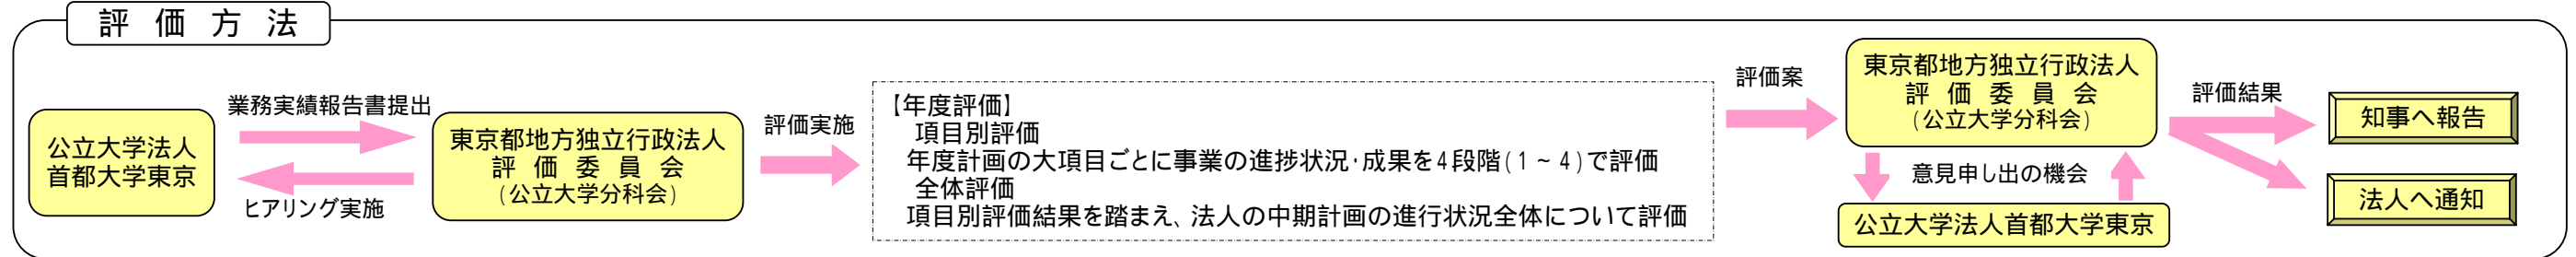 評価方法
公立大学法人
首都大学東京
業務実績報告書提出
ヒアリング実施
東京都地方独立行政法人
評価委員会
(公立大学分科会)
評価実施
【年度評価】
項目別評価
年度計画の大項目ごとに事業の進捗状況・成果を4段階(1~4)で評価
全体評価
項目別評価結果を踏まえ、法人の中期計画の進行状況全体について評価
評価案
東京都地方独立行政法人
評価委員会
(公立大学分科会)
意見申し出の機会
公立大学法人首都大学東京
評価結果
知事へ報告
法人へ通知